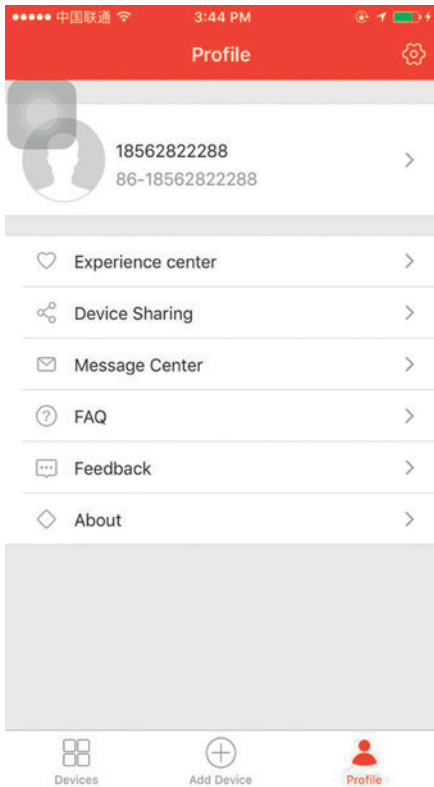 中国联通 3:44 PM
Profile
18562822288
86-18562822288
Experience center
Device Sharing
Message Center
? FAQ
Feedback
About
Devices Add Device Profile